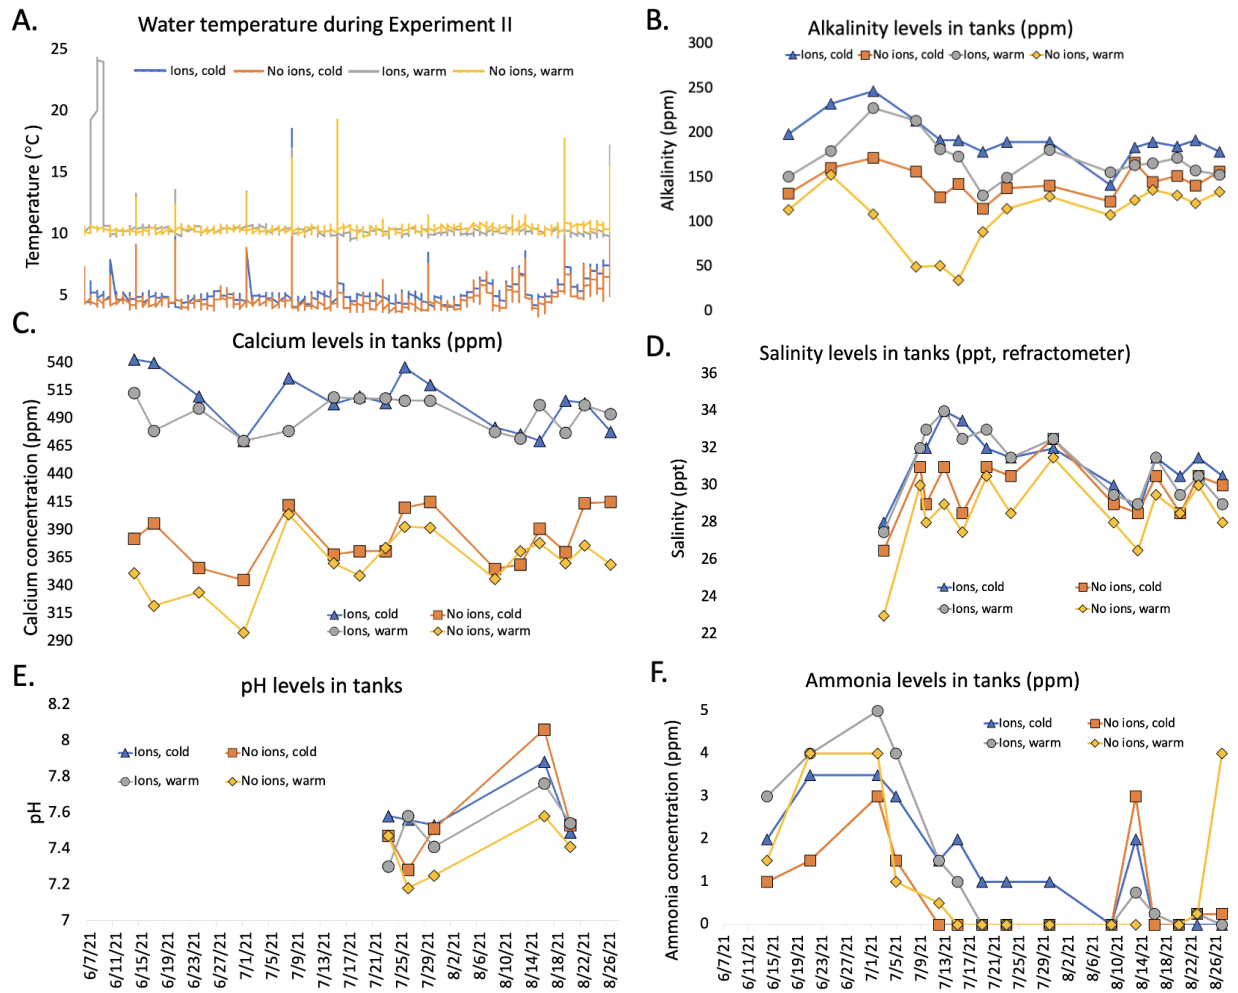 A.
Water temperature during Experiment II
Ions, cold No ions, cold Ions, warm No ions, warm
Temperature (°C )
25
20
15
10
5
B.
Alkalinity levels in tanks (ppm)
Ions, cold No ions, cold Ions, warm No ions, warm
Alkalinity (ppm)
300
250
200
150
100
50
0
C.
Calcium levels in tanks (ppm)
Calcium concentration (ppm)
540
515
490
465
440
415
390
365
340
315
290
Ions, cold No ions, cold
Ions, warm No ions, warm
D.
Salinity levels in tanks (ppt, refractometer)
Salinity (ppt)
36
34
32
30
28
26
24
22
Ions, cold No ions, cold
Ions, warm No ions, warm
E.
pH levels in tanks
pH
8.2
8
7.8
7.6
7.4
7.2
7
Ions, cold No ions, cold
Ions, warm No ions, warm
6/7/21 6/11/21 6/15/21 6/19/21 6/23/21 6/27/21 7/1/21 7/5/21 7/9/21 7/13/21 7/17/21 7/21/21 7/25/21 7/29/21 8/2/21 8/6/21 8/10/21 8/14/21 8/18/21 8/22/21 8/26/21
F.
Ammonia levels in tanks (ppm)
Ammonia concentration (ppm)
5
4
3
2
1
0
Ions, cold No ions, cold
Ions, warm No ions, warm
6/7/21 6/11/21 6/15/21 6/19/21 6/23/21 6/27/21 7/1/21 7/5/21 7/9/21 7/13/21 7/17/21 7/21/21 7/25/21 7/29/21 8/2/21 8/6/21 8/10/21 8/14/21 8/18/21 8/22/21 8/26/21